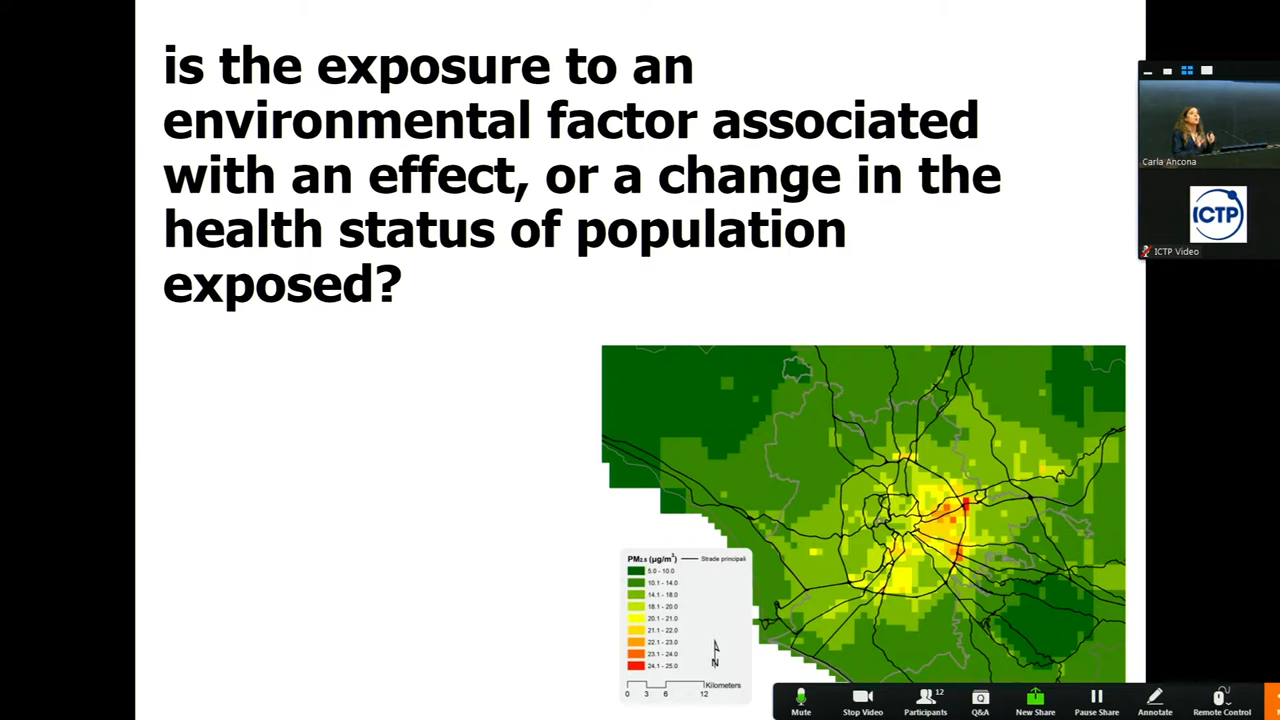 is the exposure to an
environmental factor associated
with an effect, or a change in the
health status of population
exposed?
Carla Ancona
ICTP
ICTP Video
PM2.5 (µg/m3)
Strade principali
5.0 - 10.0
10.1 - 14.0
14.1 - 18.0
18.1 - 20.0
20.1 - 21.0
21.1 - 22.0
22.1 - 23.0
23.1 - 24.0
24.1 - 25.0
N
Kilometers
0 3 6 12
Mute
Stop Video
Participants
12
Q&A
New Share
Pause Share
Annotate
Remote Control